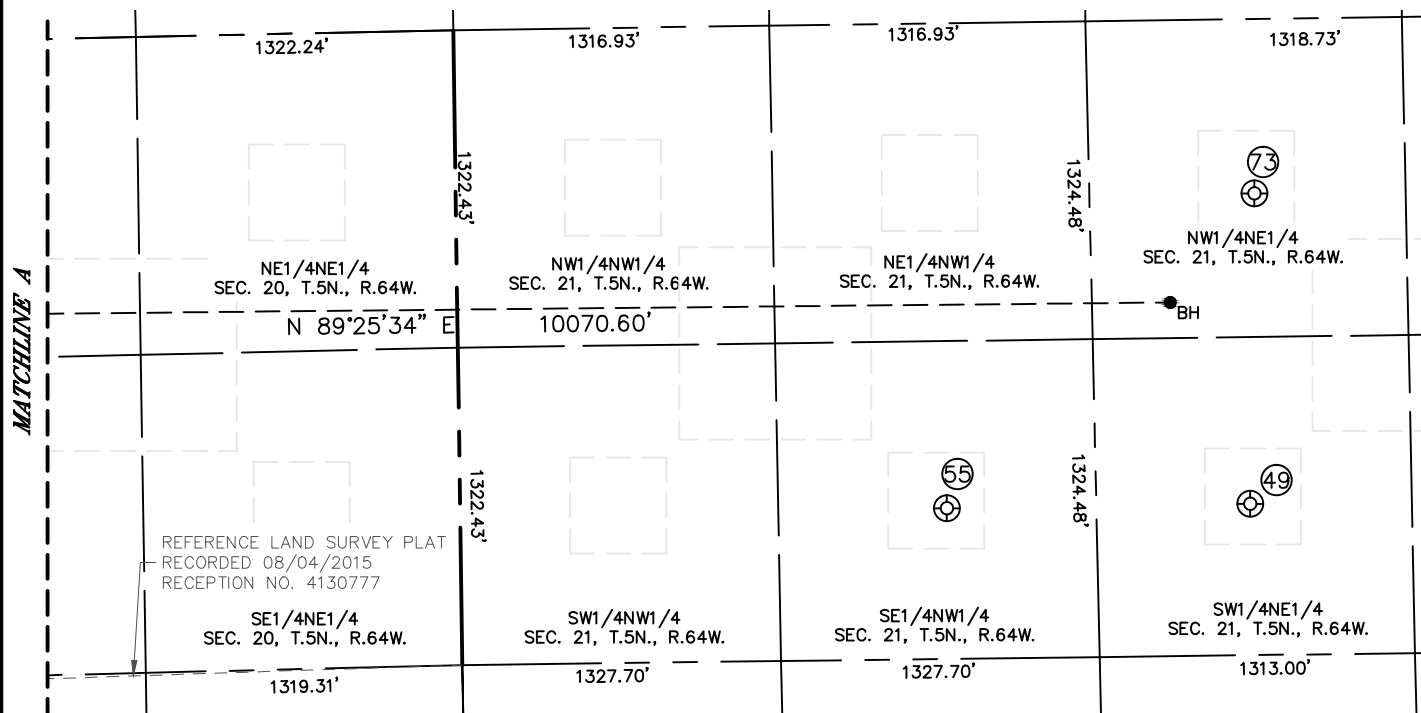 1322.24'
1316.93'
1316.93'
1318.73'
1322.43'
1324.48'
73
NE1/4NE1/4
SEC. 20, T.5N., R.64W.
NW1/4NW1/4
SEC. 21, T.5N., R.64W.
NE1/4NW1/4
SEC. 21, T.5N., R.64W.
NW1/4NE1/4
SEC. 21, T.5N., R.64W.
MATCHLINE A
N 89°25'34" E
10070.60'
BH
1322.43'
1324.48'
55
49
REFERENCE LAND SURVEY PLAT
RECORDED 08/04/2015
RECEPTION NO. 4130777
SE1/4NE1/4
SEC. 20, T.5N., R.64W.
SW1/4NW1/4
SEC. 21, T.5N., R.64W.
SE1/4NW1/4
SEC. 21, T.5N., R.64W.
SW1/4NE1/4
SEC. 21, T.5N., R.64W.
1319.31'
1327.70'
1327.70'
1313.00'